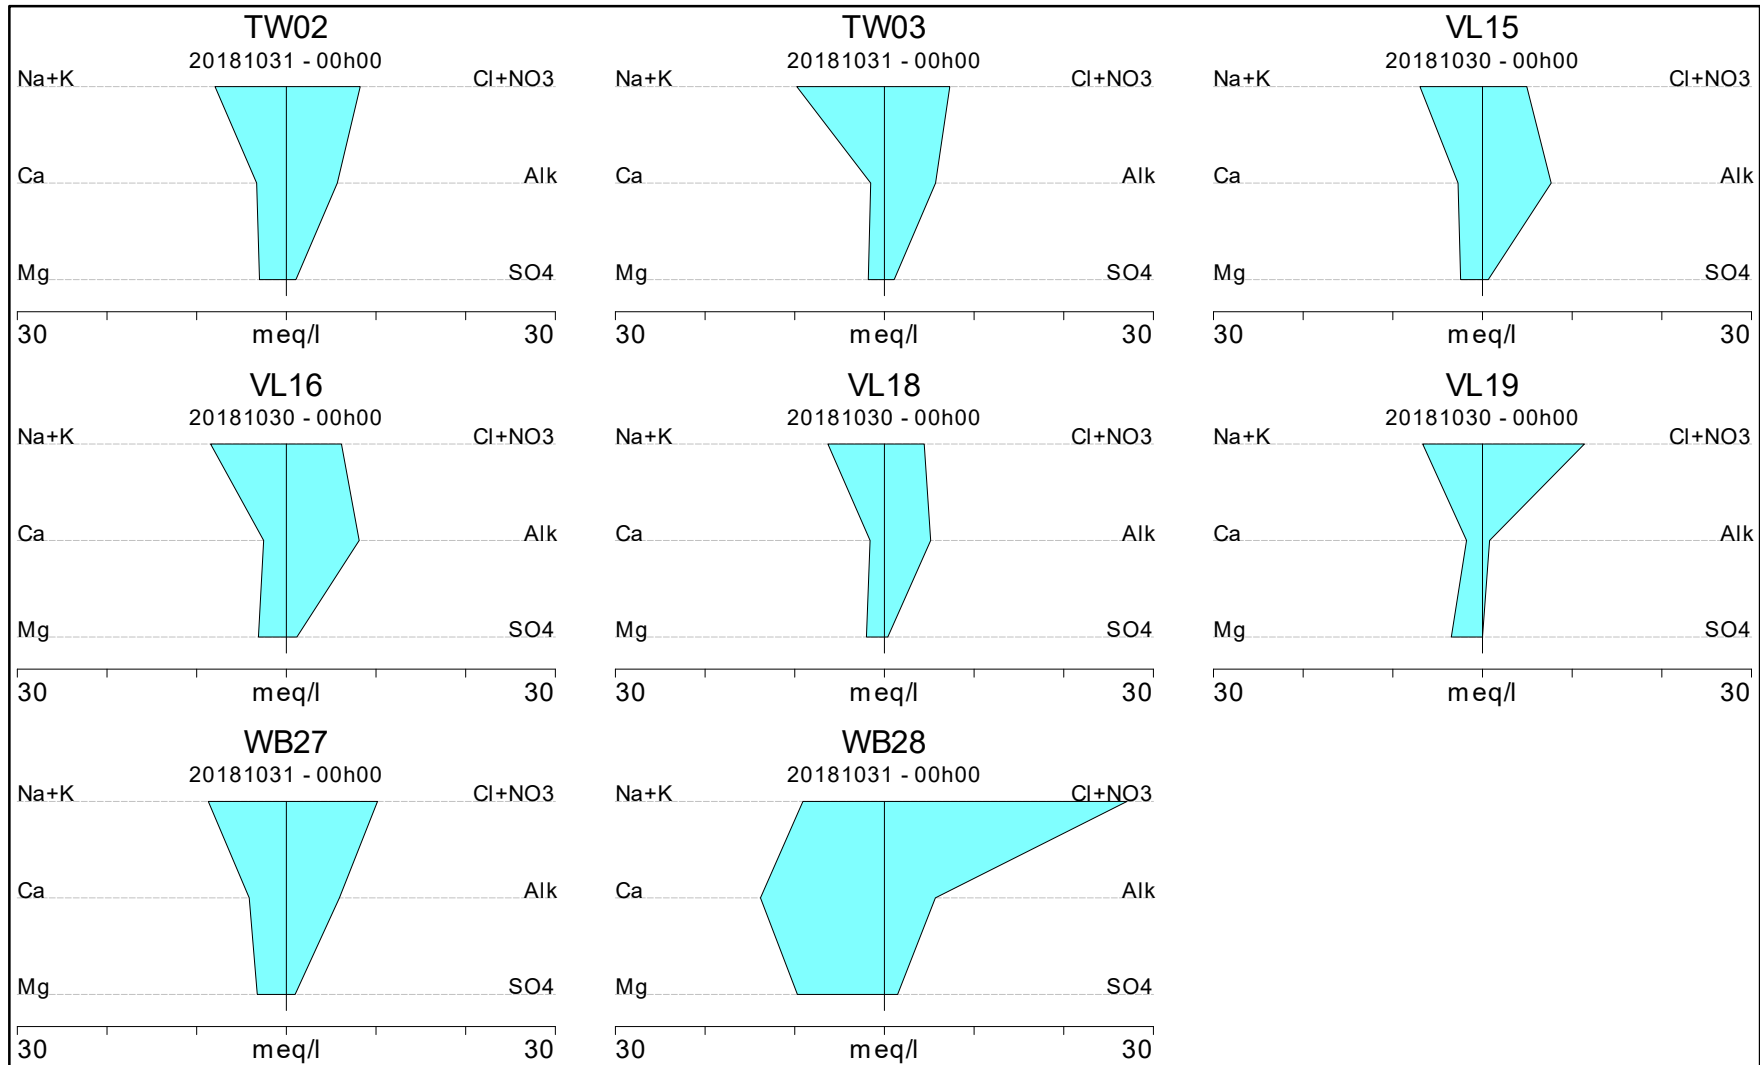 TW02
20181031 - 00h00
Na+K Cl+NO3
Ca Alk
Mg SO4
30 meq/l 30
TW03
20181031 - 00h00
Na+K Cl+NO3
Ca Alk
Mg SO4
30 meq/l 30
VL15
20181030 - 00h00
Na+K Cl+NO3
Ca Alk
Mg SO4
30 meq/l 30
VL16
20181030 - 00h00
Na+K Cl+NO3
Ca Alk
Mg SO4
30 meq/l 30
VL18
20181030 - 00h00
Na+K Cl+NO3
Ca Alk
Mg SO4
30 meq/l 30
VL19
20181030 - 00h00
Na+K Cl+NO3
Ca Alk
Mg SO4
30 meq/l 30
WB27
20181031 - 00h00
Na+K Cl+NO3
Ca Alk
Mg SO4
30 meq/l 30
WB28
20181031 - 00h00
Na+K Cl+NO3
Ca Alk
Mg SO4
30 meq/l 30